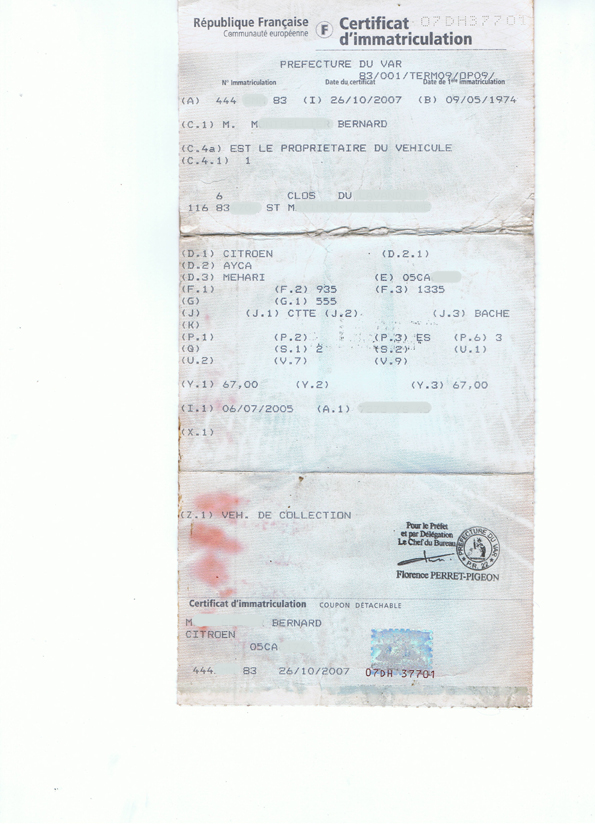 République Française
Communauté européenne
F
Certificat
d'immatriculation
07DH37701
PREFECTURE DU VAR
83/001/TERM09/OP09/
N° Immatriculation Date du certificat Date de 1ère immatriculation
(A) 444 83 (I) 26/10/2007 (B) 09/05/1974
(C.1) M. M BERNARD
(C.4a) EST LE PROPRIETAIRE DU VEHICULE
(C.4.1) 1
6 CLOS DU
116 83 ST M
(D.1) CITROEN (D.2.1)
(D.2) AYCA
(D.3) MEHARI (E) 05CA
(F.1) (F.2) 935 (F.3) 1335
(G) (G.1) 555
(J) (J.1) CTTE (J.2) (J.3) BACHE
(K)
(P.1) (P.2) (P.3) ES (P.6) 3
(Q) (S.1) 2 (S.2) (U.1)
(U.2) (V.7) (V.9)
(Y.1) 67,00 (Y.2) (Y.3) 67,00
(I.1) 06/07/2005 (A.1)
(X.1)
(Z.1) VEH. DE COLLECTION
Pour le Préfet
et par Délégation
Le Chef du Bureau
PREFECTURE DU VAR
P.R. 22
Florence PERRET-PIGEON
Certificat d'immatriculation COUPON DÉTACHABLE
M BERNARD
CITROEN
05CA
444 83 26/10/2007 07DH 37701